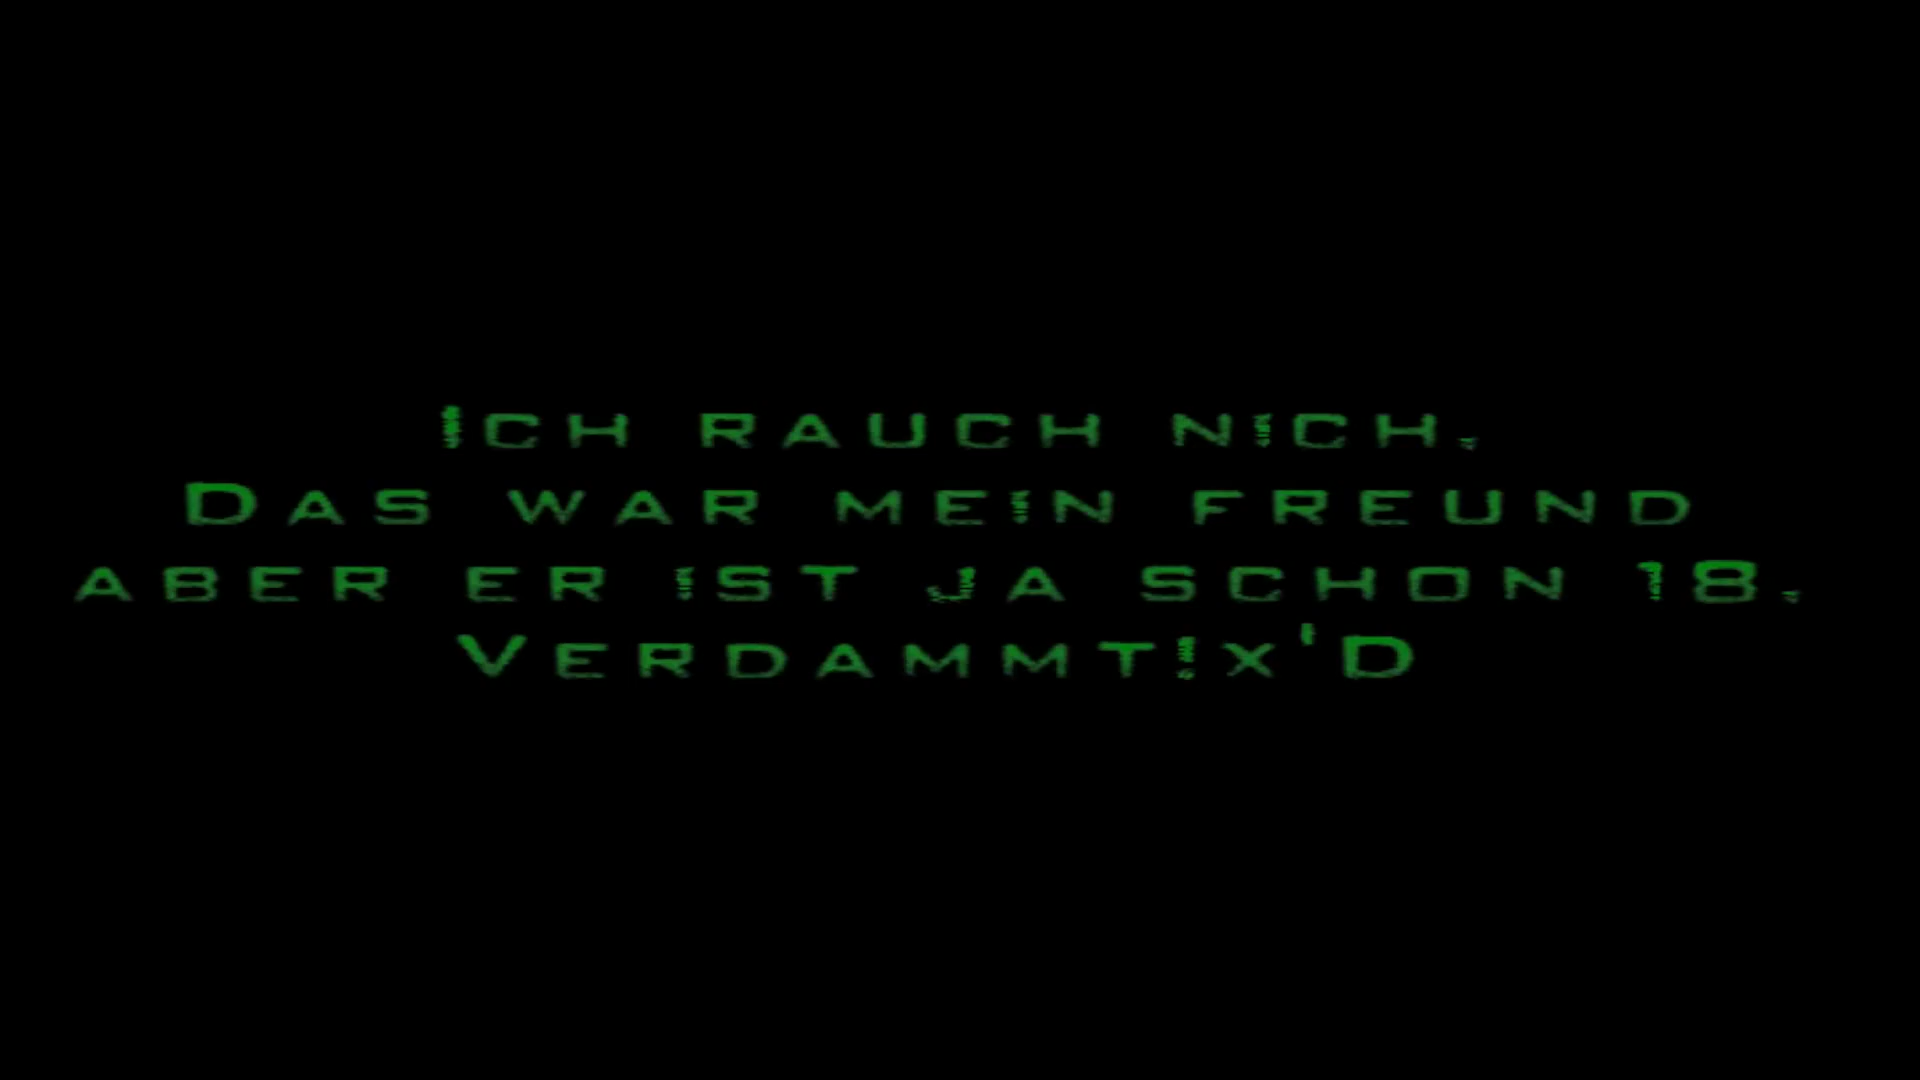 Ich rauch nich.
Das war mein freund
aber er ist ja schon 18.
Verdammt!x'D